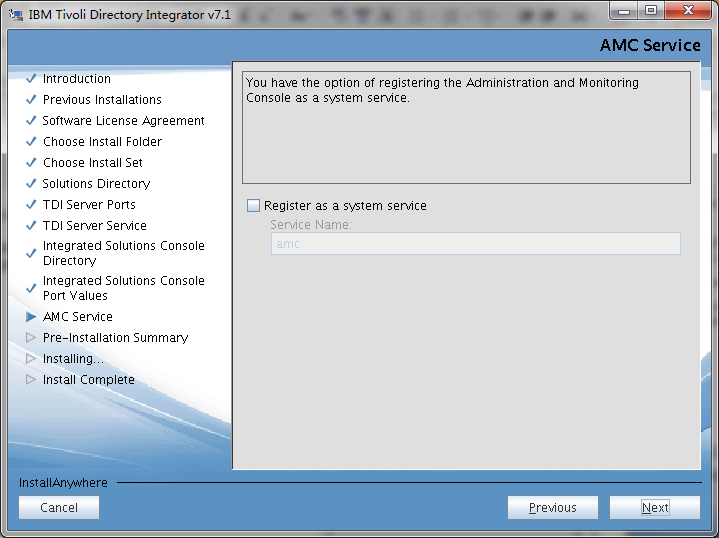 IBM Tivoli Directory Integrator v7.1
AMC Service
Introduction
Previous Installations
Software License Agreement
Choose Install Folder
Choose Install Set
Solutions Directory
TDI Server Ports
TDI Server Service
Integrated Solutions Console
Directory
Integrated Solutions Console
Port Values
AMC Service
Pre-Installation Summary
Installing...
Install Complete
You have the option of registering the Administration and Monitoring
Console as a system service.
Register as a system service
Service Name:
amc
InstallAnywhere
Cancel
Previous
Next